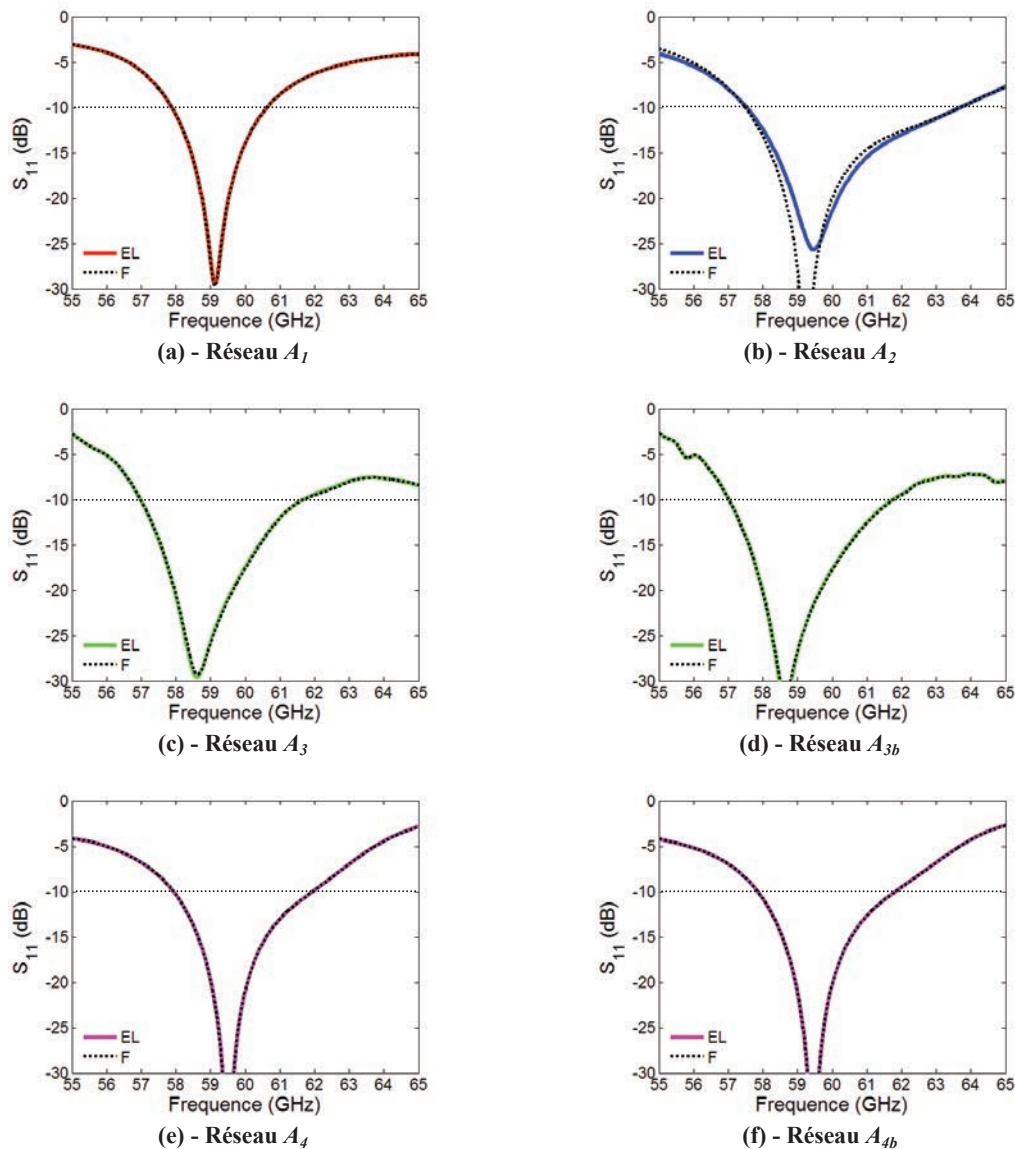 0
-5
-10
-15
-20
-25
-30
S11 (dB)
EL
F
55 56 57 58 59 60 61 62 63 64 65
Frequence (GHz)
(a) - Réseau A1
0
-5
-10
-15
-20
-25
-30
S11 (dB)
EL
F
55 56 57 58 59 60 61 62 63 64 65
Frequence (GHz)
(b) - Réseau A2
0
-5
-10
-15
-20
-25
-30
S11 (dB)
EL
F
55 56 57 58 59 60 61 62 63 64 65
Frequence (GHz)
(c) - Réseau A3
0
-5
-10
-15
-20
-25
-30
S11 (dB)
EL
F
55 56 57 58 59 60 61 62 63 64 65
Frequence (GHz)
(d) - Réseau A3b
0
-5
-10
-15
-20
-25
-30
S11 (dB)
EL
F
55 56 57 58 59 60 61 62 63 64 65
Frequence (GHz)
(e) - Réseau A4
0
-5
-10
-15
-20
-25
-30
S11 (dB)
EL
F
55 56 57 58 59 60 61 62 63 64 65
Frequence (GHz)
(f) - Réseau A4b